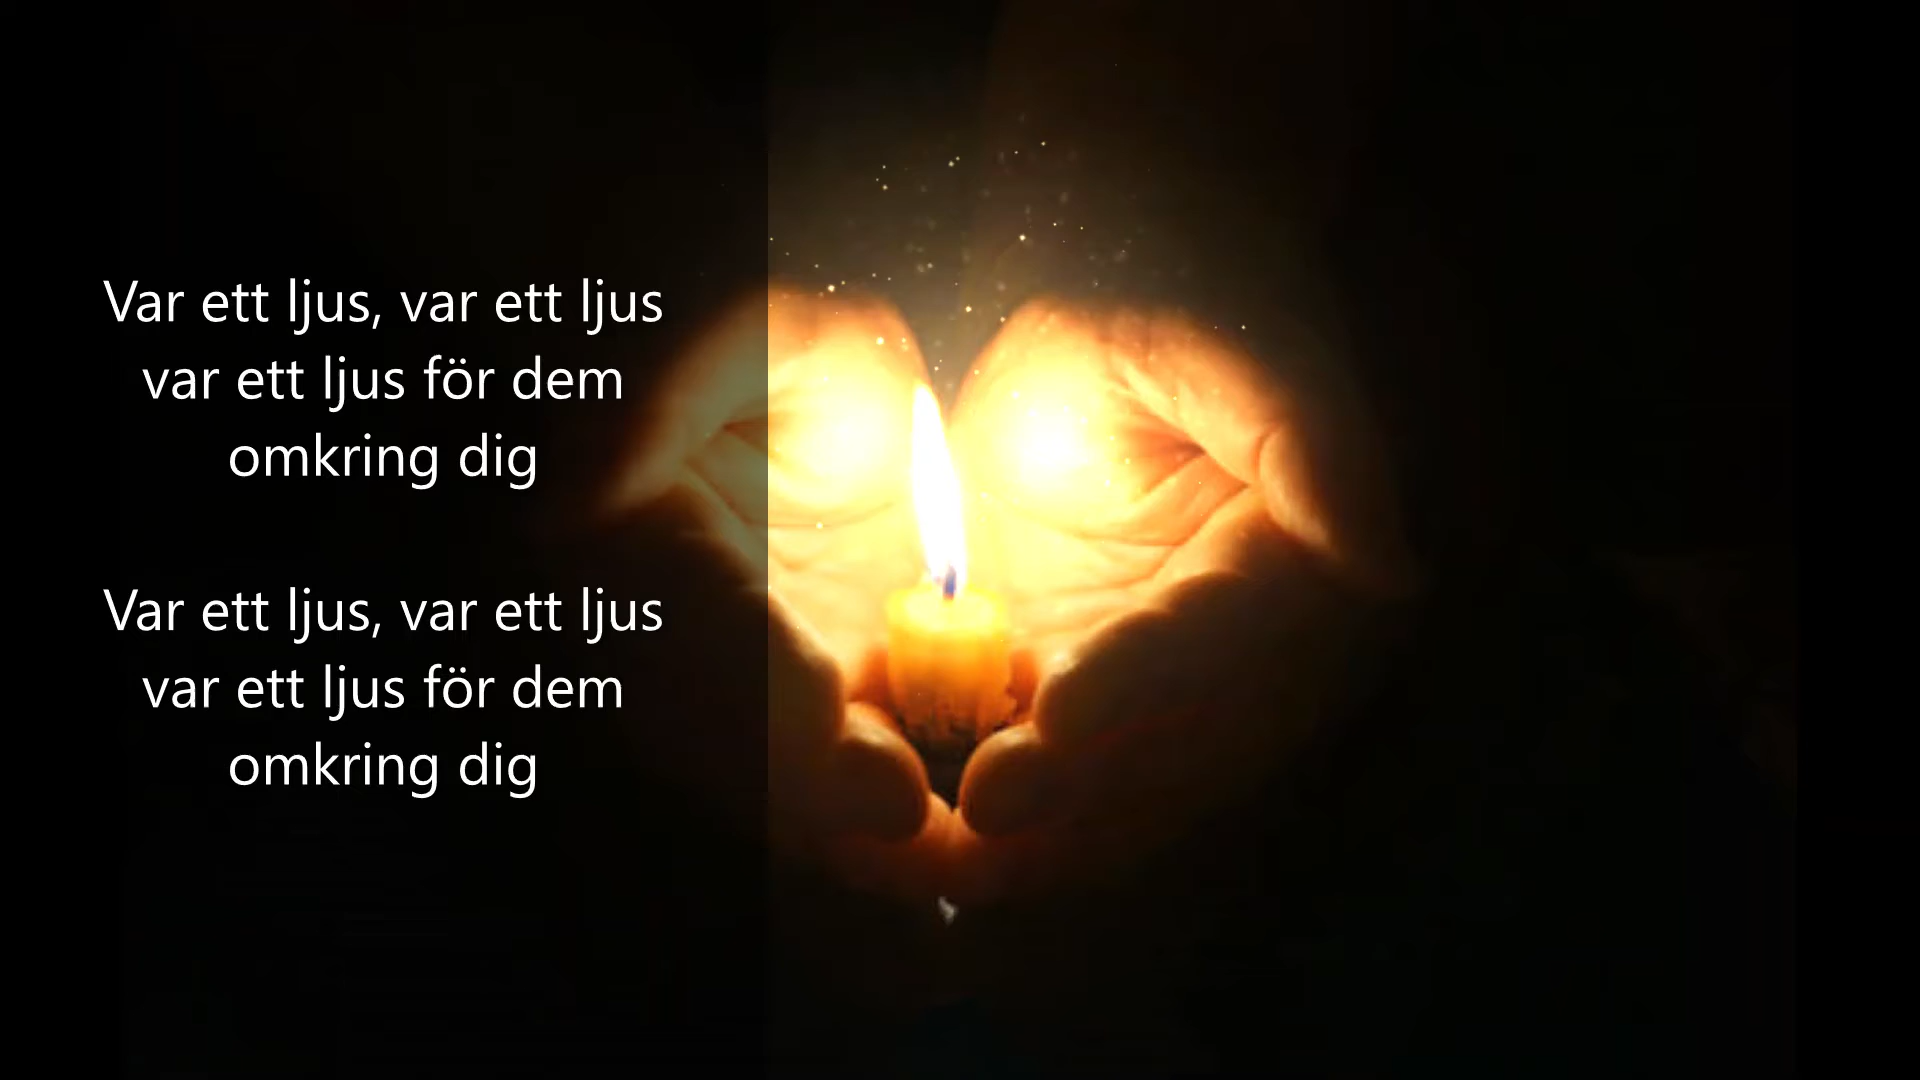 Var ett ljus, var ett ljus
var ett ljus för dem
omkring dig
Var ett ljus, var ett ljus
var ett ljus för dem
omkring dig